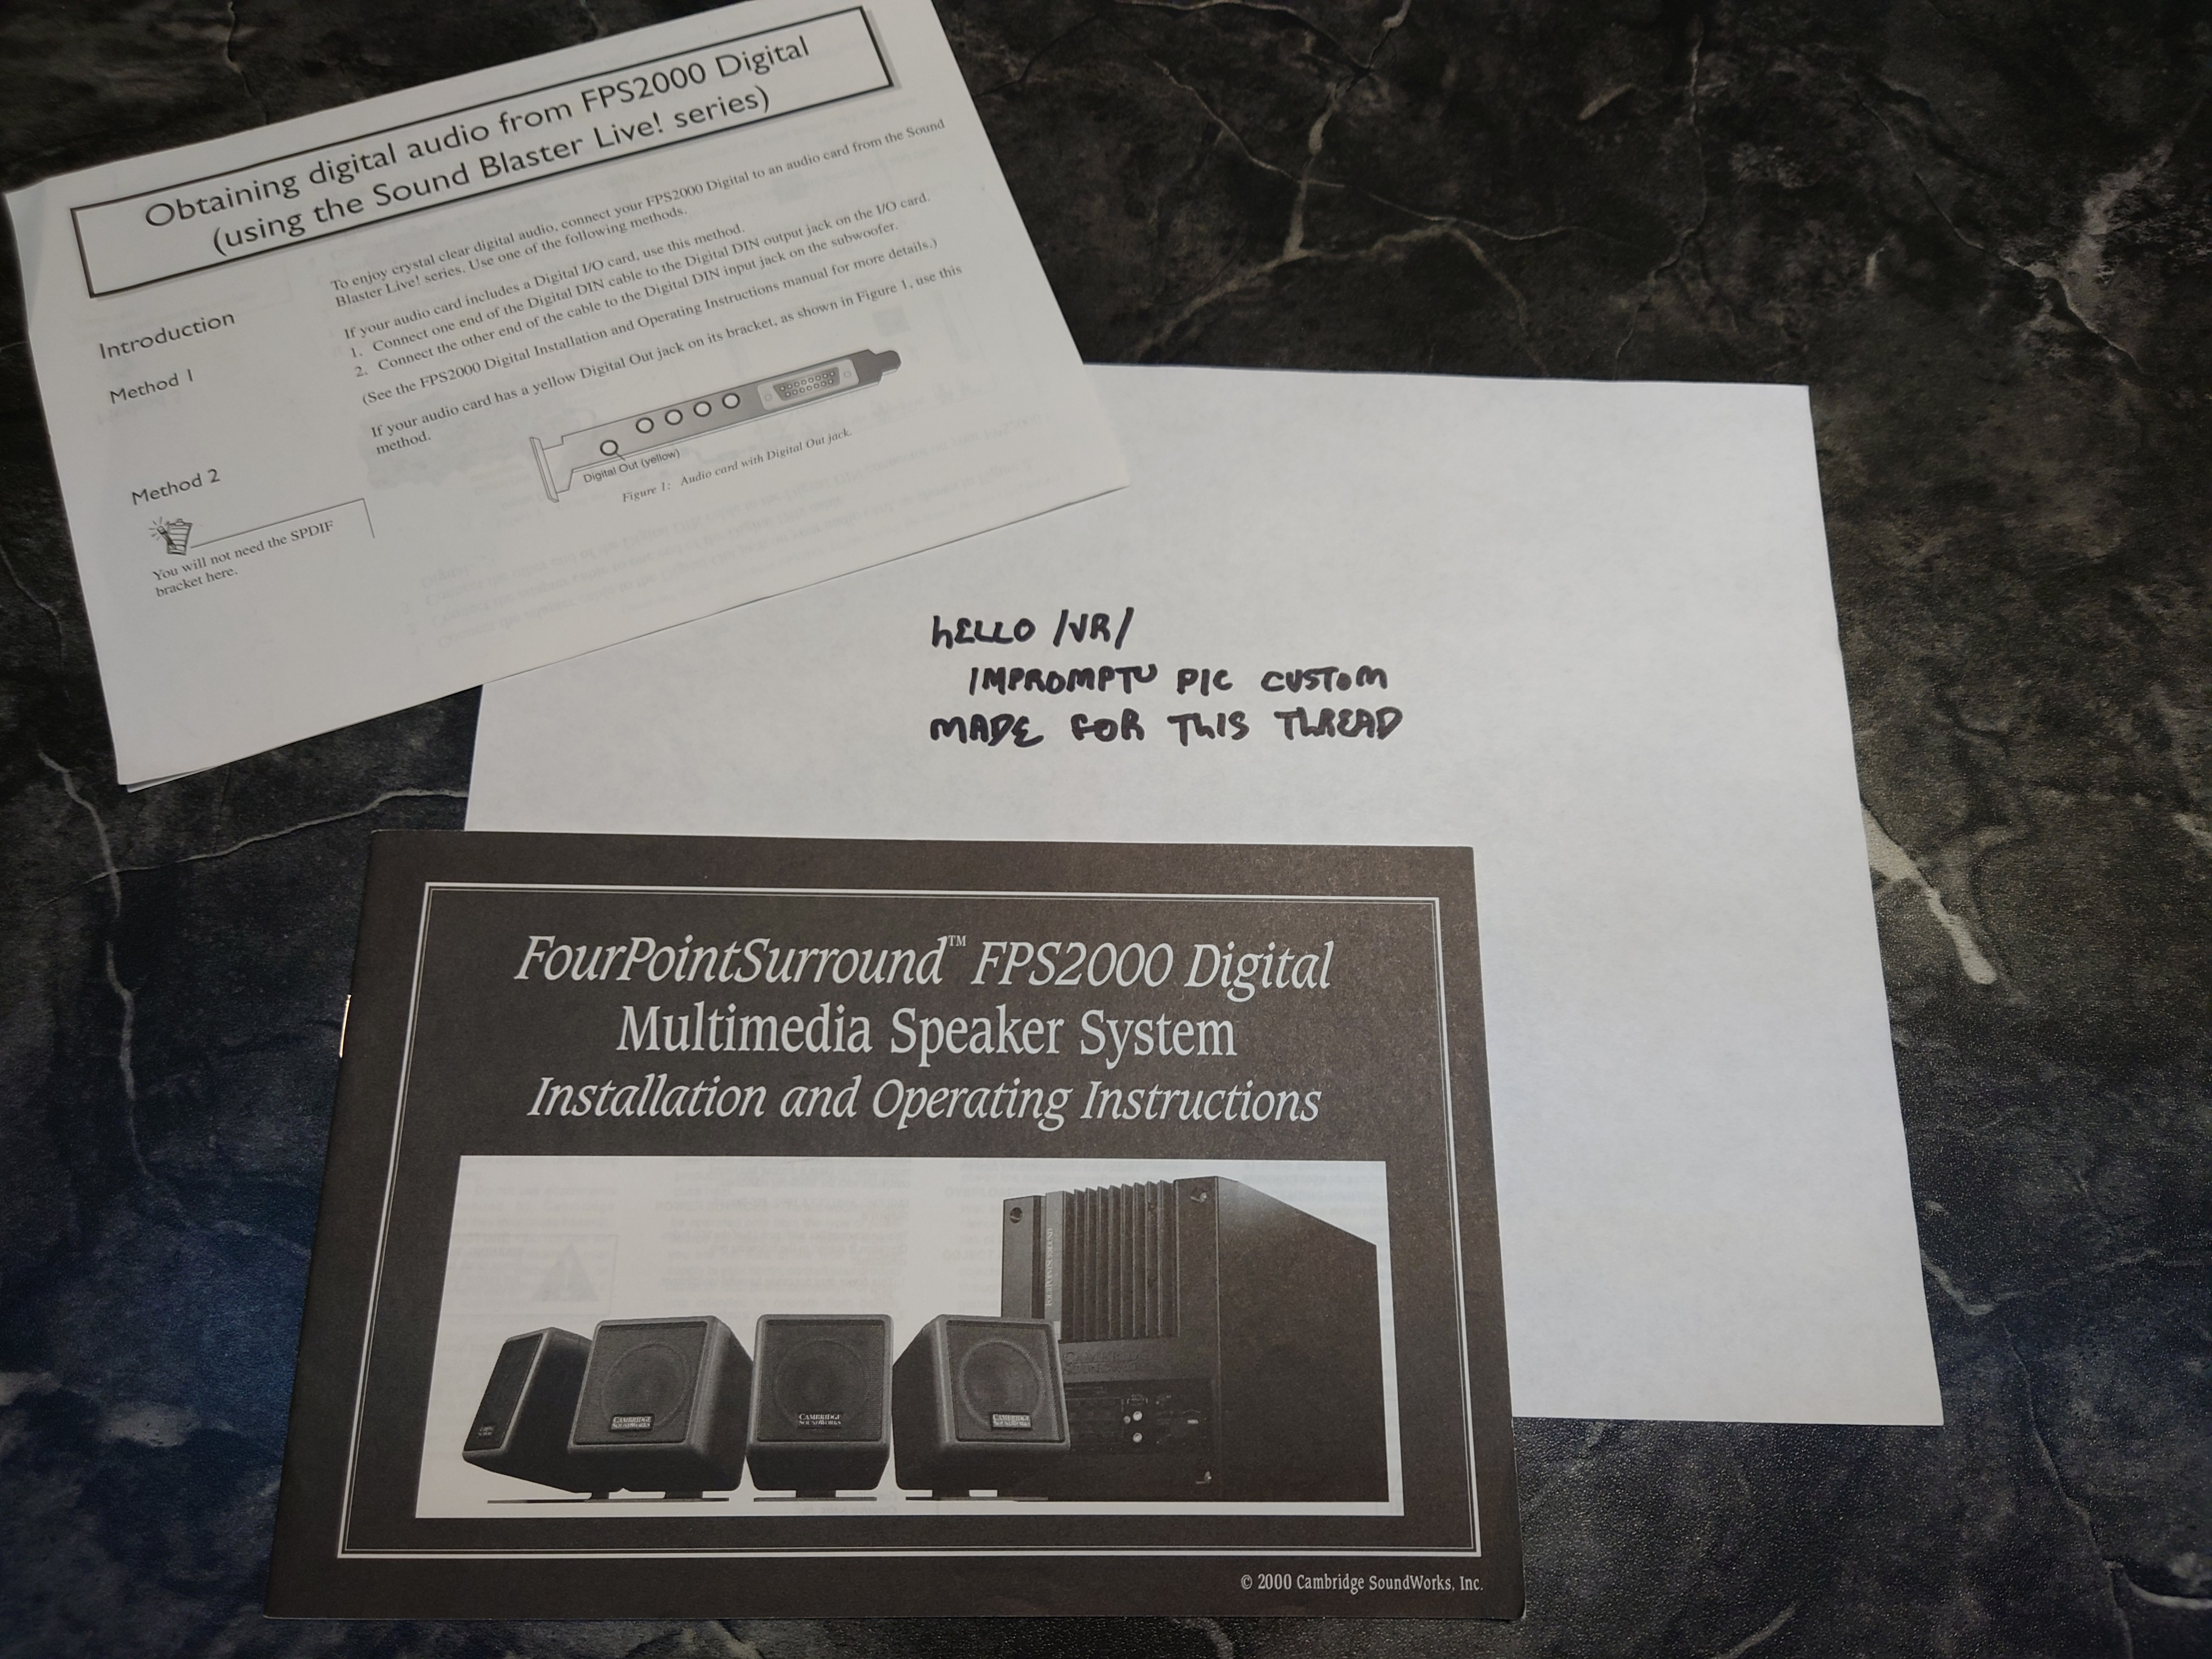 Obtaining digital audio from FPS2000 Digital
(using the Sound Blaster Live! series)
Introduction
To enjoy crystal clear digital audio, connect your FPS2000 Digital to an audio card from the Sound
Blaster Live! series. Use one of the following methods.
Method 1
If your audio card includes a Digital I/O card, use this method.
1. Connect one end of the Digital DIN cable to the Digital DIN output jack on the I/O card.
2. Connect the other end of the cable to the Digital DIN input jack on the subwoofer.
(See the FPS2000 Digital Installation and Operating Instructions manual for more details.)
Method 2
If your audio card has a yellow Digital Out jack on its bracket, as shown in Figure 1, use this
method.
You will not need the SPDIF
bracket here.
Digital Out (yellow)
Figure 1: Audio card with Digital Out jack.
hELLO /VR/
IMPROMPTU PIC CUSTOM
MADE FOR THIS THREAD
FourPointSurround™ FPS2000 Digital
Multimedia Speaker System
Installation and Operating Instructions
FOURPOINTSURROUND
CAMBRIDGE
SOUNDWORKS
CAMBRIDGE
SOUNDWORKS
CAMBRIDGE
SOUNDWORKS
© 2000 Cambridge SoundWorks, Inc.